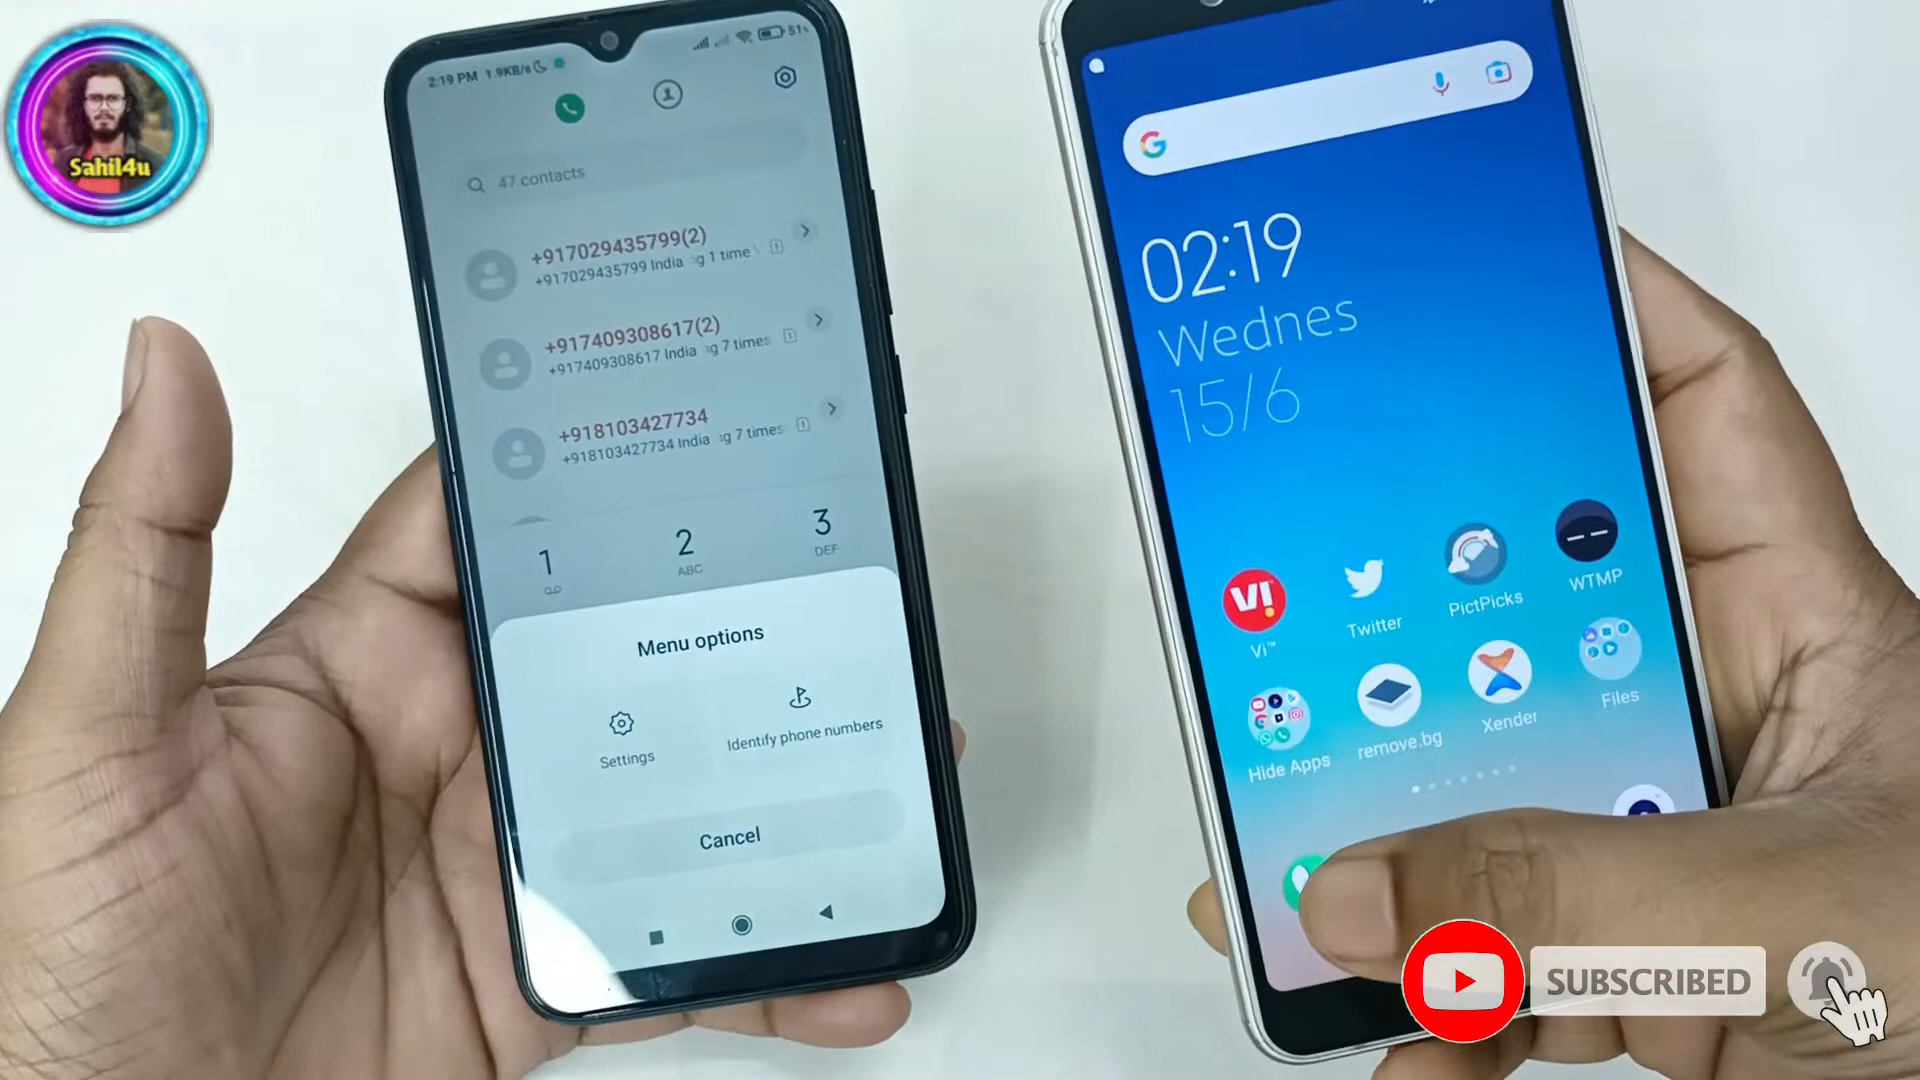 Sahil4u
2:19 PM 1.9KB/s
51
47 contacts
+917029435799(2)
+917029435799 India g 1 time
+917409308617(2)
+917409308617 India g 7 times
+918103427734
+918103427734 India g 7 times
1
2
ABC
3
DEF
Menu options
Settings
Identify phone numbers
Cancel
02:19
Wednes
15/6
VI
Vi™
Twitter
PictPicks
WTMP
Hide Apps
remove.bg
Xender
Files
SUBSCRIBED